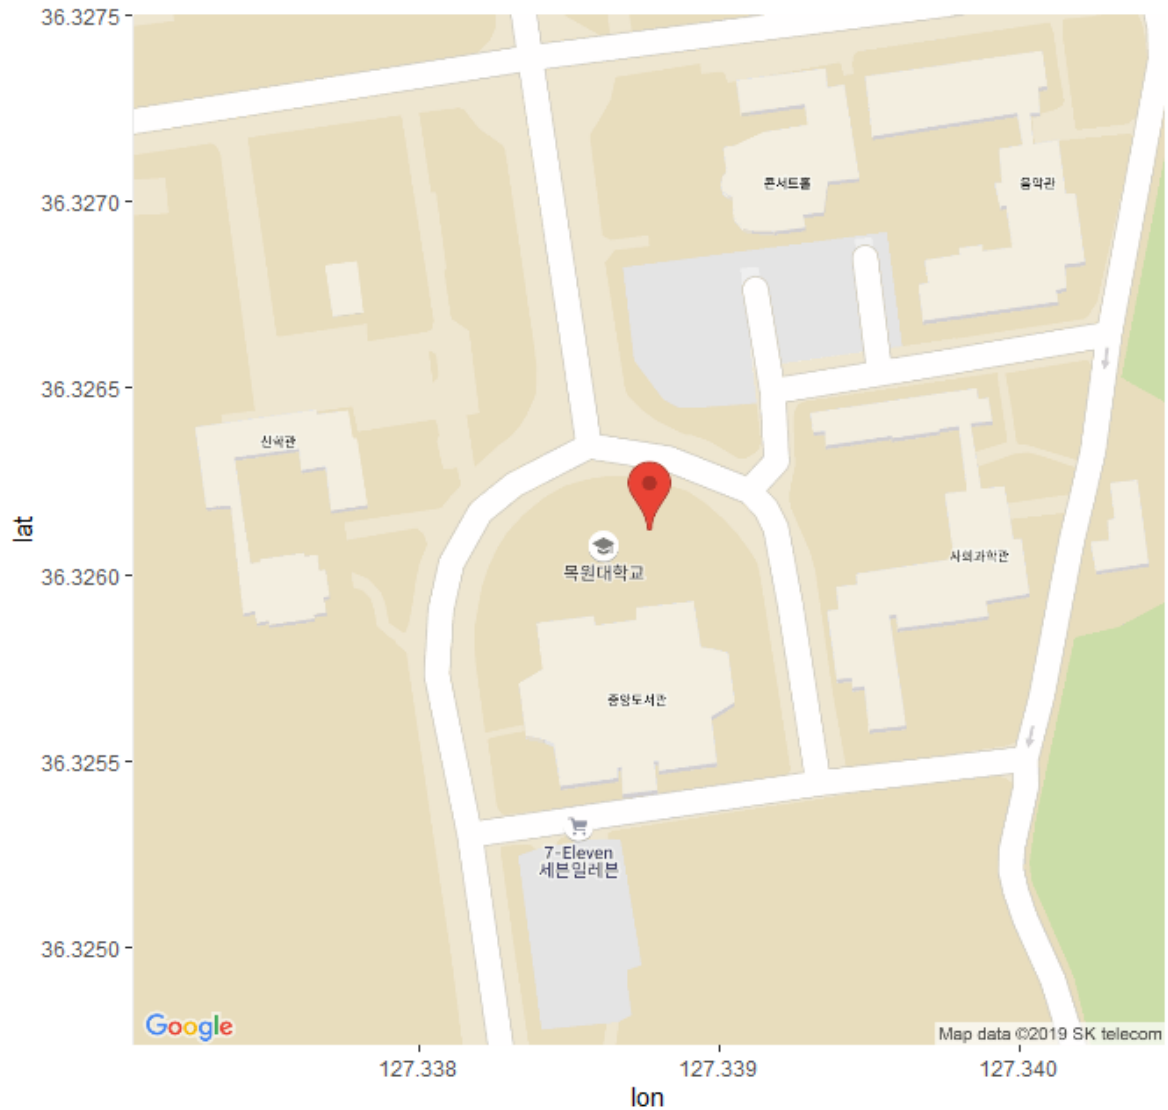 36.3275
36.3270
36.3265
36.3260
36.3255
36.3250
lat
콘서트홀
음악관
신학관
사회과학관
목원대학교
중앙도서관
7-Eleven
세븐일레븐
Google
Map data ©2019 SK telecom
127.338
127.339
127.340
lon